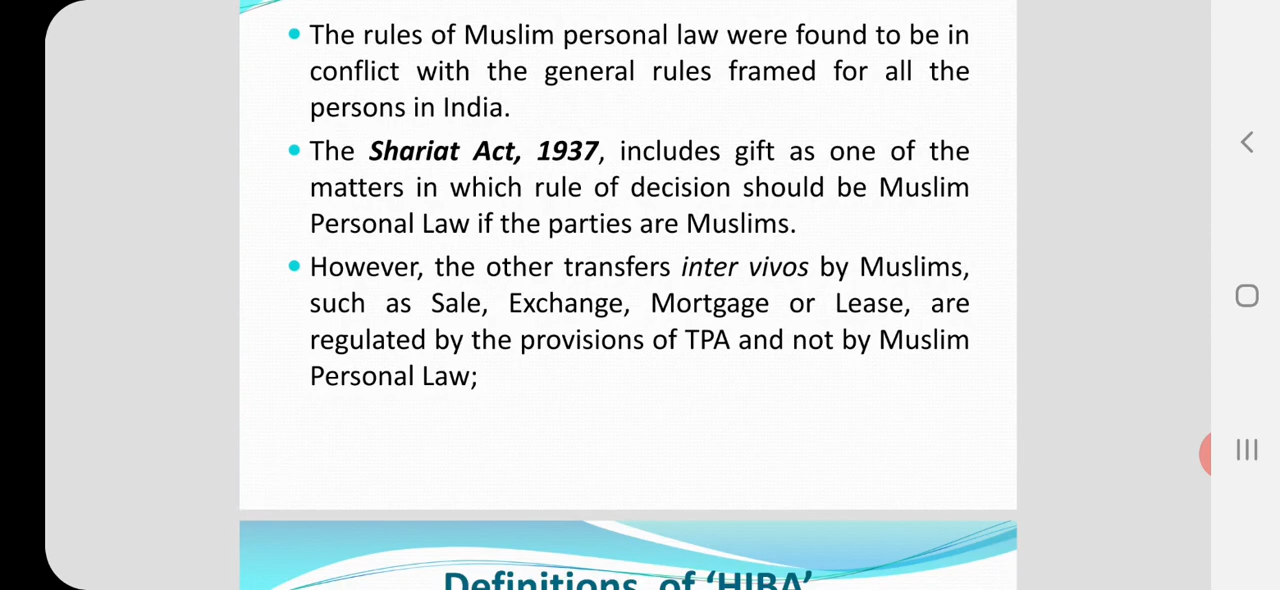 The rules of Muslim personal law were found to be in
conflict with the general rules framed for all the
persons in India.
The Shariat Act, 1937, includes gift as one of the
matters in which rule of decision should be Muslim
Personal Law if the parties are Muslims.
However, the other transfers inter vivos by Muslims,
such as Sale, Exchange, Mortgage or Lease, are
regulated by the provisions of TPA and not by Muslim
Personal Law;
Definitions of ‘HIBA’